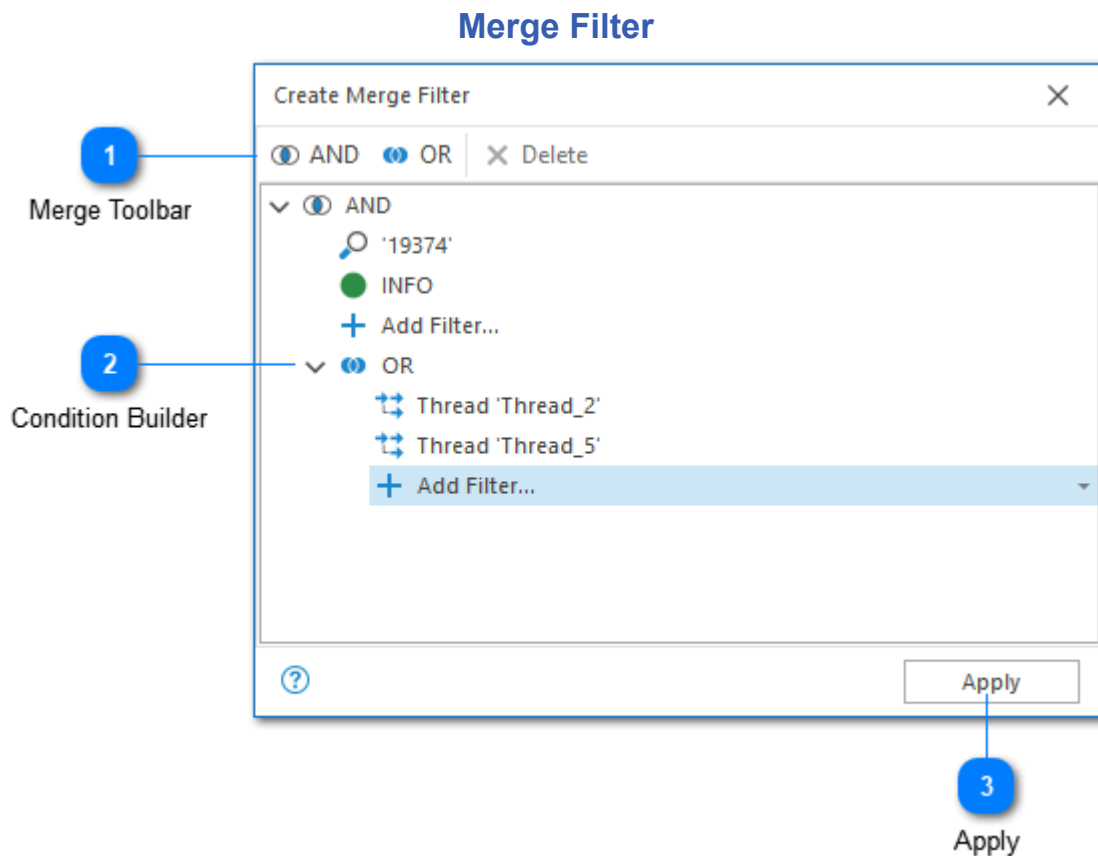 Merge Filter
Create Merge Filter
1
AND OR Delete
Merge Toolbar
AND
'19374'
INFO
Add Filter...
2
OR
Condition Builder
Thread 'Thread_2'
Thread 'Thread_5'
Add Filter...
?
Apply
3
Apply